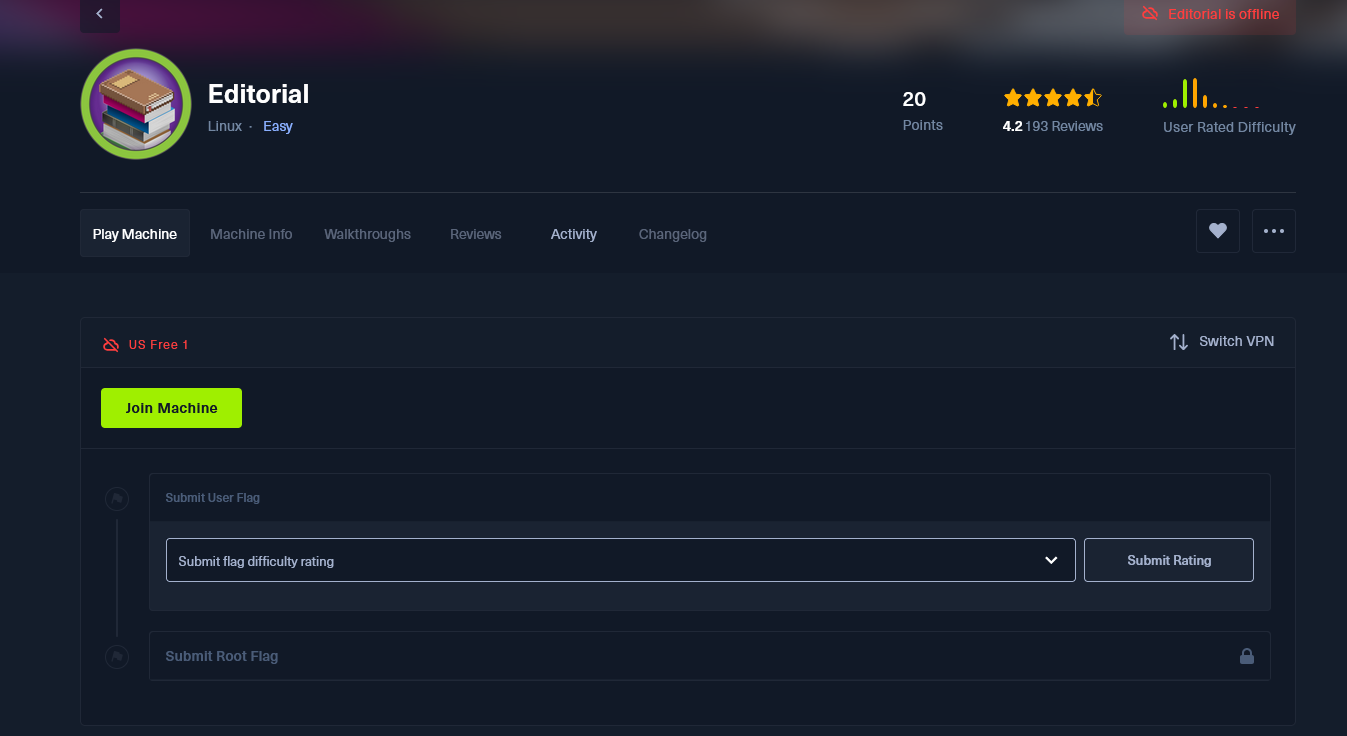 Editorial is offline
Editorial
Linux · Easy
20
Points
4.2 193 Reviews
User Rated Difficulty
Play Machine
Machine Info
Walkthroughs
Reviews
Activity
Changelog
US Free 1
Switch VPN
Join Machine
Submit User Flag
Submit flag difficulty rating
Submit Rating
Submit Root Flag